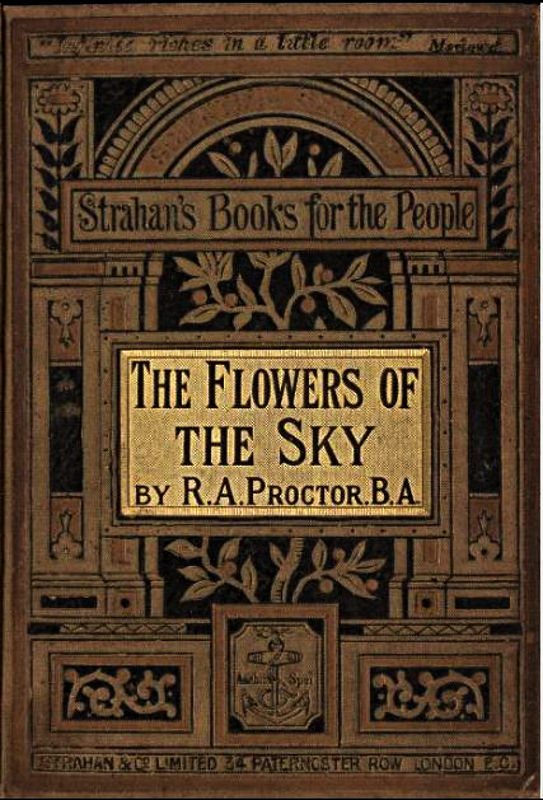 "Infinite riches in a little room" Marlowe
Strahan's Books for the People
THE FLOWERS OF
THE SKY
BY R.A.PROCTOR.B.A.
Anchora Spei
STRAHAN & Co LIMITED 34 PATERNOSTER ROW LONDON E.C.